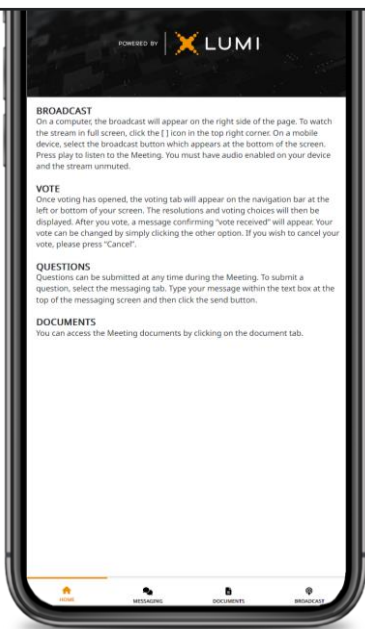 POWERED BY LUMI
BROADCAST
On a computer, the broadcast will appear on the right side of the page. To watch
the stream in full screen, click the [ ] icon in the top right corner. On a mobile
device, select the broadcast button which appears at the bottom of the screen.
Press play to listen to the Meeting. You must have audio enabled on your device
and the stream unmuted.
VOTE
Once voting has opened, the voting tab will appear on the navigation bar at the
left or bottom of your screen. The resolutions and voting choices will then be
displayed. After you vote, a message confirming “vote received” will appear. Your
vote can be changed by simply clicking the other option. If you wish to cancel your
vote, please press “Cancel”.
QUESTIONS
Questions can be submitted at any time during the Meeting. To submit a
question, select the messaging tab. Type your message within the text box at the
top of the messaging screen and then click the send button.
DOCUMENTS
You can access the Meeting documents by clicking on the document tab.
HOME MESSAGING DOCUMENTS BROADCAST